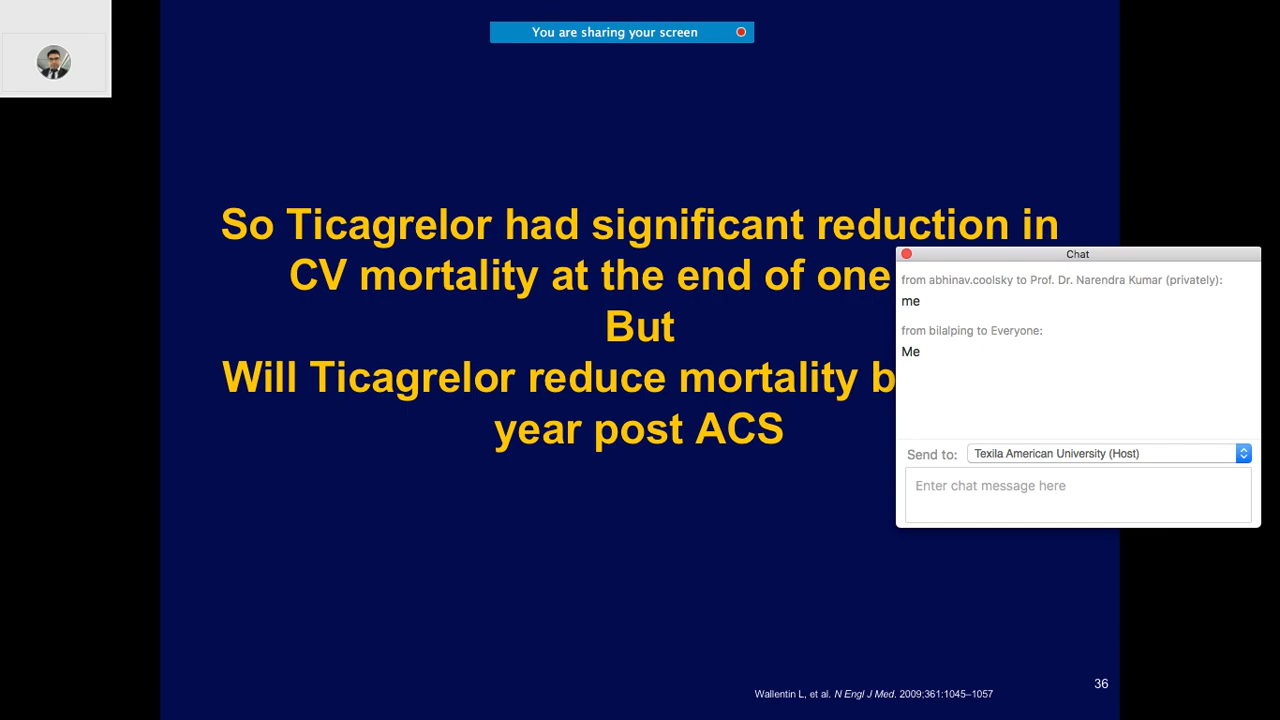 You are sharing your screen
So Ticagrelor had significant reduction in
CV mortality at the end of one
But
Will Ticagrelor reduce mortality b
year post ACS
Chat
from abhinav.coolsky to Prof. Dr. Narendra Kumar (privately):
me
from bilalping to Everyone:
Me
Send to: Texila American University (Host)
Enter chat message here
36
Wallentin L, et al. N Engl J Med. 2009;361:1045–1057